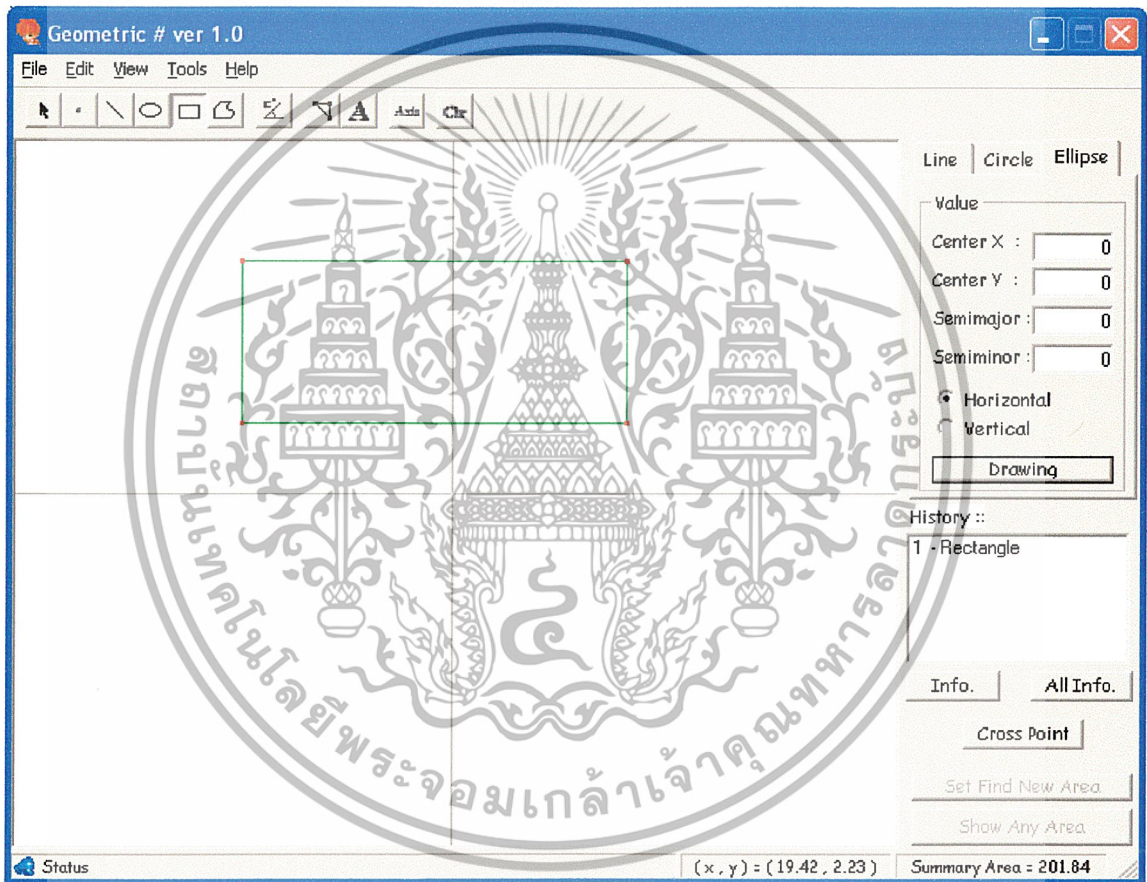 Geometric # ver 1.0
File Edit View Tools Help
A Axis Clr
Line Circle Ellipse
Value
Center X : 0
Center Y : 0
Semimajor : 0
Semiminor : 0
Horizontal
Vertical
Drawing
History ::
1 - Rectangle
Info. All Info.
Cross Point
Set Find New Area
Show Any Area
Status (x,y)=(19.42,2.23) Summary Area = 201.84
สถาบันเทคโนโลยีพระจอมเกล้าเจ้าคุณทหารลาดกระบัง